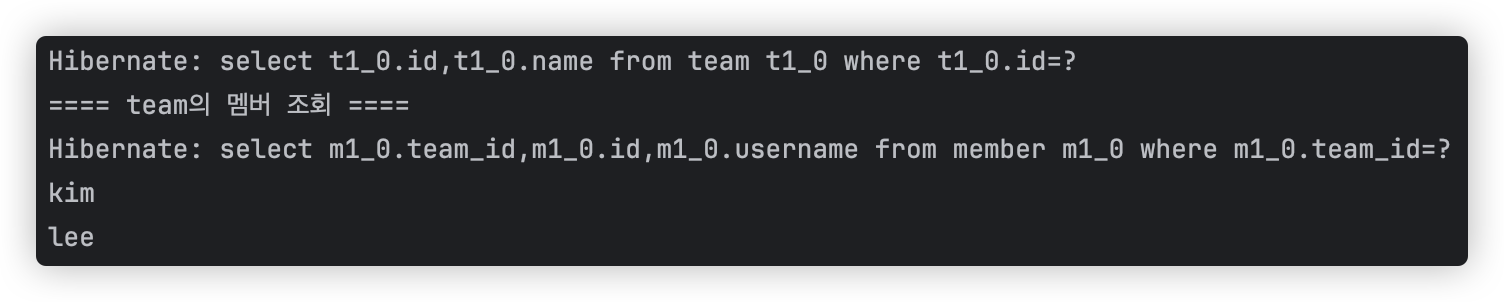 Hibernate: select t1_0.id,t1_0.name from team t1_0 where t1_0.id=?
==== team의 멤버 조회 ====
Hibernate: select m1_0.team_id,m1_0.id,m1_0.username from member m1_0 where m1_0.team_id=?
kim
lee